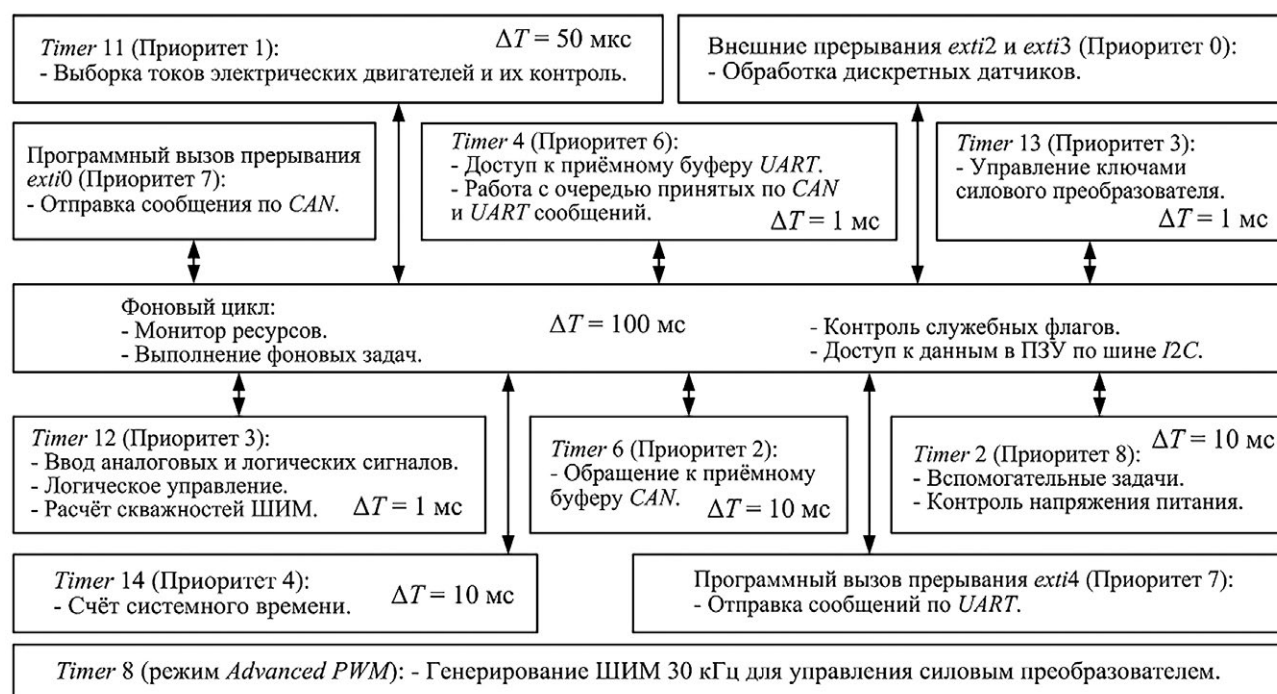 Timer 11 (Приоритет 1):
ΔT = 50 мкс
- Выборка токов электрических двигателей и их контроль.
Внешние прерывания exti2 и exti3 (Приоритет 0):
- Обработка дискретных датчиков.
Программный вызов прерывания
exti0 (Приоритет 7):
- Отправка сообщения по CAN.
Timer 4 (Приоритет 6):
- Доступ к приёмному буферу UART.
- Работа с очередью принятых по CAN
и UART сообщений.
ΔT = 1 мс
Timer 13 (Приоритет 3):
- Управление ключами
силового преобразователя.
ΔT = 1 мс
Фоновый цикл:
- Монитор ресурсов.
- Выполнение фоновых задач.
ΔT = 100 мс
- Контроль служебных флагов.
- Доступ к данным в ПЗУ по шине I2C.
Timer 12 (Приоритет 3):
- Ввод аналоговых и логических сигналов.
- Логическое управление.
- Расчёт скважностей ШИМ.
ΔT = 1 мс
Timer 6 (Приоритет 2):
- Обращение к приёмному
буферу CAN.
ΔT = 10 мс
ΔT = 10 мс
Timer 2 (Приоритет 8):
- Вспомогательные задачи.
- Контроль напряжения питания.
Timer 14 (Приоритет 4):
- Счёт системного времени.
ΔT = 10 мс
Программный вызов прерывания exti4 (Приоритет 7):
- Отправка сообщений по UART.
Timer 8 (режим Advanced PWM): - Генерирование ШИМ 30 кГц для управления силовым преобразователем.